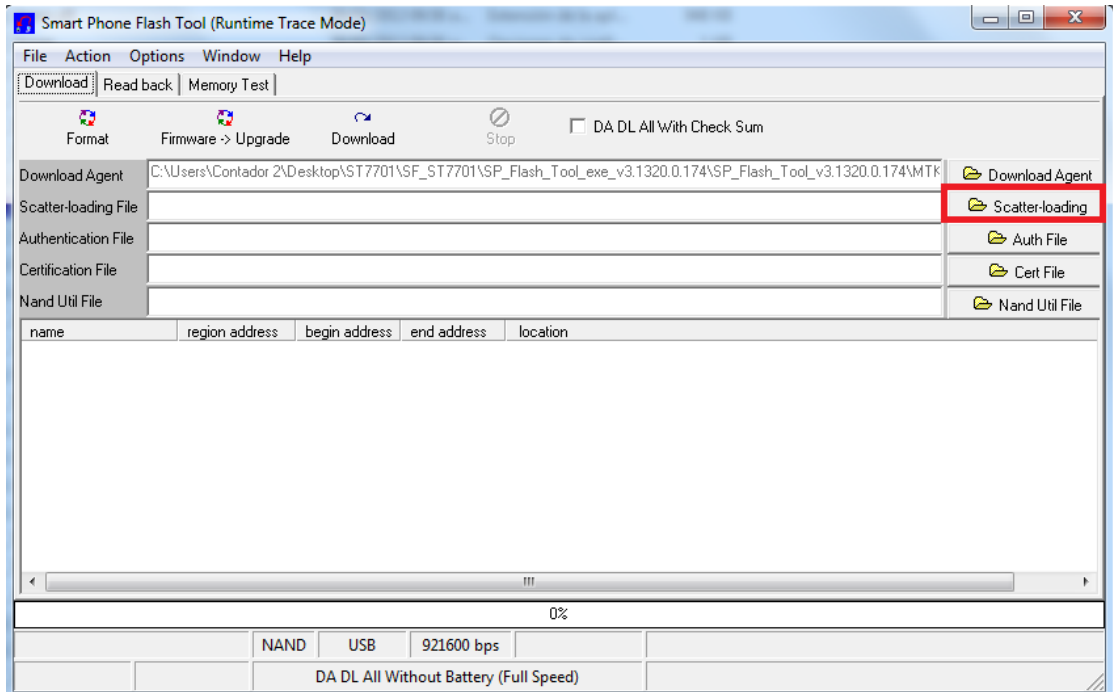 Smart Phone Flash Tool (Runtime Trace Mode)
File Action Options Window Help
Download Read back Memory Test
Format Firmware -> Upgrade Download Stop DA DL All With Check Sum
Download Agent C:\Users\Contador 2\Desktop\ST7701\SF_ST7701\SP_Flash_Tool_exe_v3.1320.0.174\SP_Flash_Tool_v3.1320.0.174\MTK Download Agent
Scatter-loading File Scatter-loading
Authentication File Auth File
Certification File Cert File
Nand Util File Nand Util File
name region address begin address end address location
0%
NAND USB 921600 bps
DA DL All Without Battery (Full Speed)